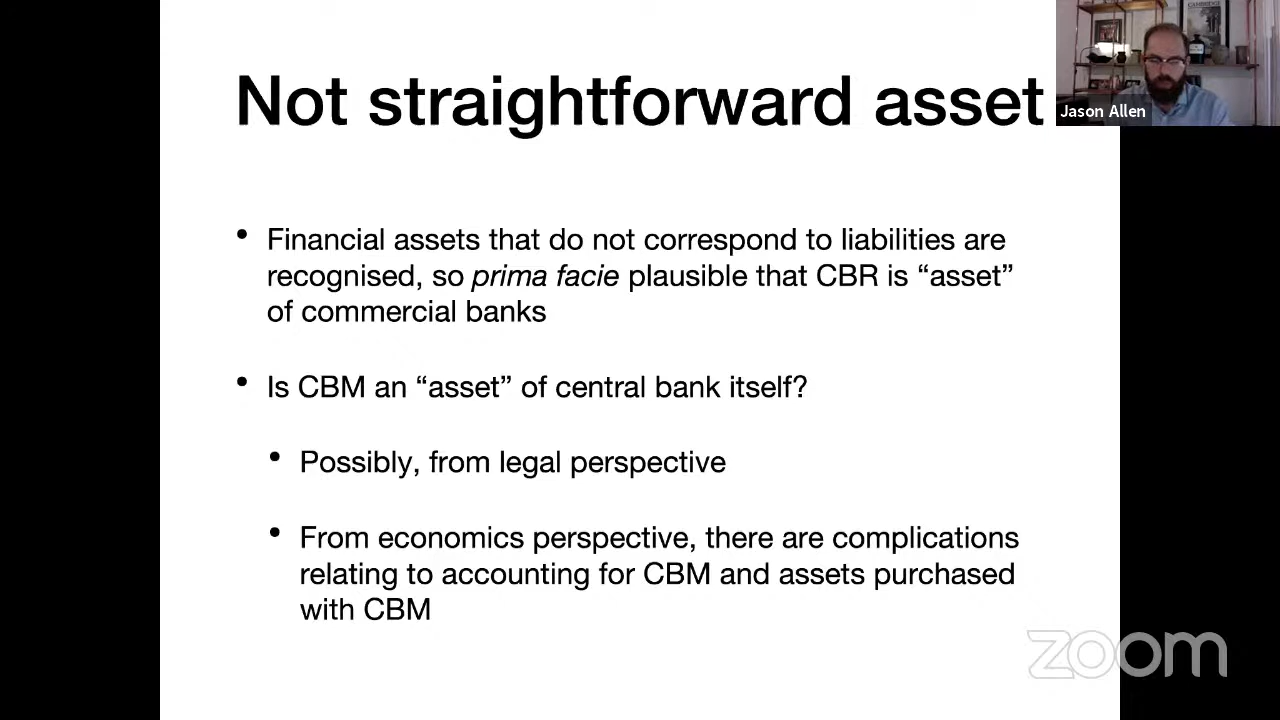 Not straightforward asset
Jason Allen
• Financial assets that do not correspond to liabilities are
recognised, so prima facie plausible that CBR is “asset”
of commercial banks
• Is CBM an “asset” of central bank itself?
• Possibly, from legal perspective
• From economics perspective, there are complications
relating to accounting for CBM and assets purchased
with CBM
zoom